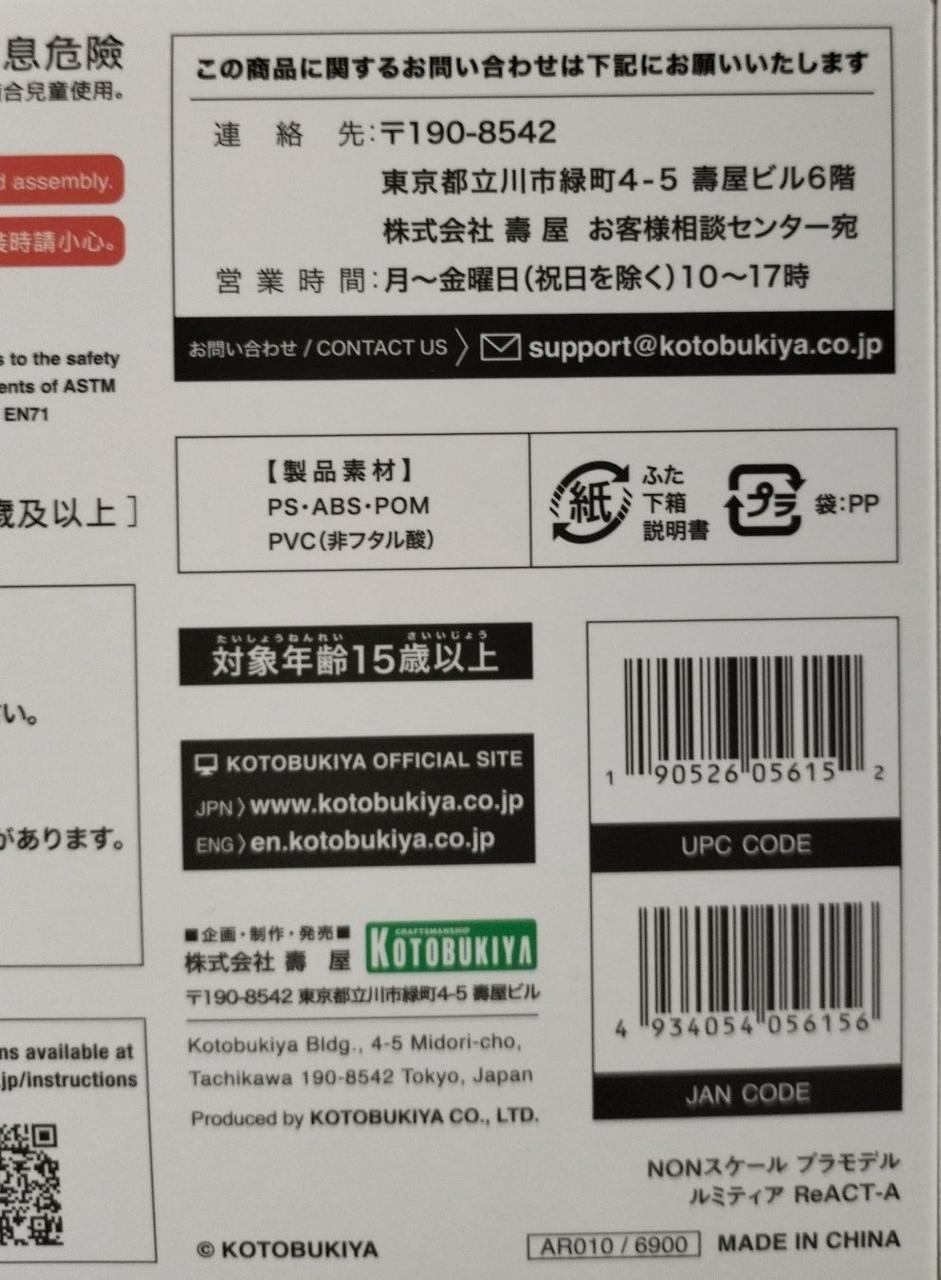 息危險
合兒童使用。
d assembly.
裝時請小心。
s to the safety
ents of ASTM
EN71
歲及以上］
い。
があります。
ns available at
.jp/instructions
この商品に関するお問い合わせは下記にお願いいたします
連絡先:〒190-8542
東京都立川市緑町4-5 壽屋ビル6階
株式会社 壽 屋 お客様相談センター宛
営業時間:月〜金曜日(祝日を除く)10〜17時
お問い合わせ / CONTACT US 〉 support@kotobukiya.co.jp
【製品素材】
PS・ABS・POM
PVC(非フタル酸)
紙
ふた
下箱
説明書
プラ
袋:PP
たいしょうねんれい さいいじょう
対象年齢15歳以上
KOTOBUKIYA OFFICIAL SITE
JPN 〉www.kotobukiya.co.jp
ENG 〉en.kotobukiya.co.jp
1 90526 05615 2
UPC CODE
4 934054 056156
JAN CODE
■企画・制作・発売■
株式会社 壽 屋
CRAFTSMANSHIP
KOTOBUKIYA
〒190-8542 東京都立川市緑町4-5 壽屋ビル
Kotobukiya Bldg., 4-5 Midori-cho,
Tachikawa 190-8542 Tokyo, Japan
Produced by KOTOBUKIYA CO., LTD.
NONスケール プラモデル
ルミティア ReACT-A
© KOTOBUKIYA
AR010 / 6900 MADE IN CHINA